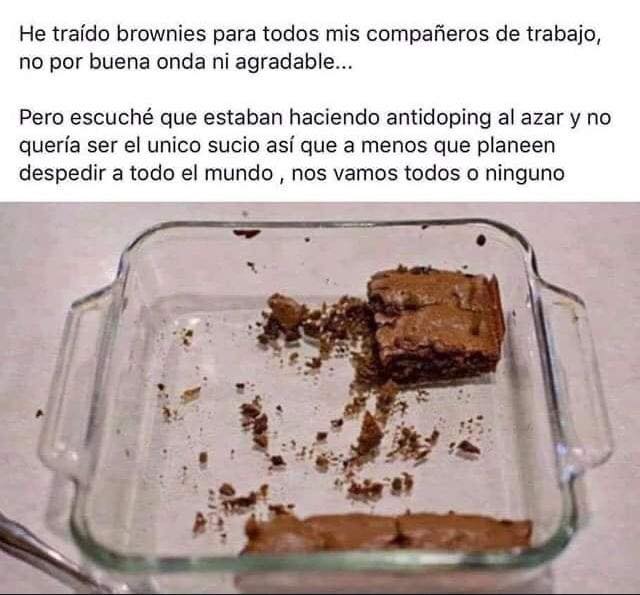 He traído brownies para todos mis compañeros de trabajo,
no por buena onda ni agradable...
Pero escuché que estaban haciendo antidoping al azar y no
quería ser el unico sucio así que a menos que planeen
despedir a todo el mundo , nos vamos todos o ninguno